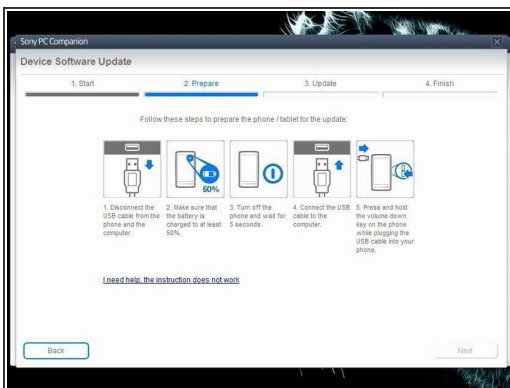 Sony PC Companion
Device Software Update
1. Start
2. Prepare
3. Update
4. Finish
Follow these steps to prepare the phone / tablet for the update:
50%
1. Disconnect the
USB cable from the
phone and the
computer.
2. Make sure that
the battery is
charged to at least
50%.
3. Turn off the
phone and wait for
5 seconds.
4. Connect the USB
cable to the
computer.
5. Press and hold
the volume down
key on the phone
while plugging the
USB cable into your
phone.
I need help, the instruction does not work
Back
Next